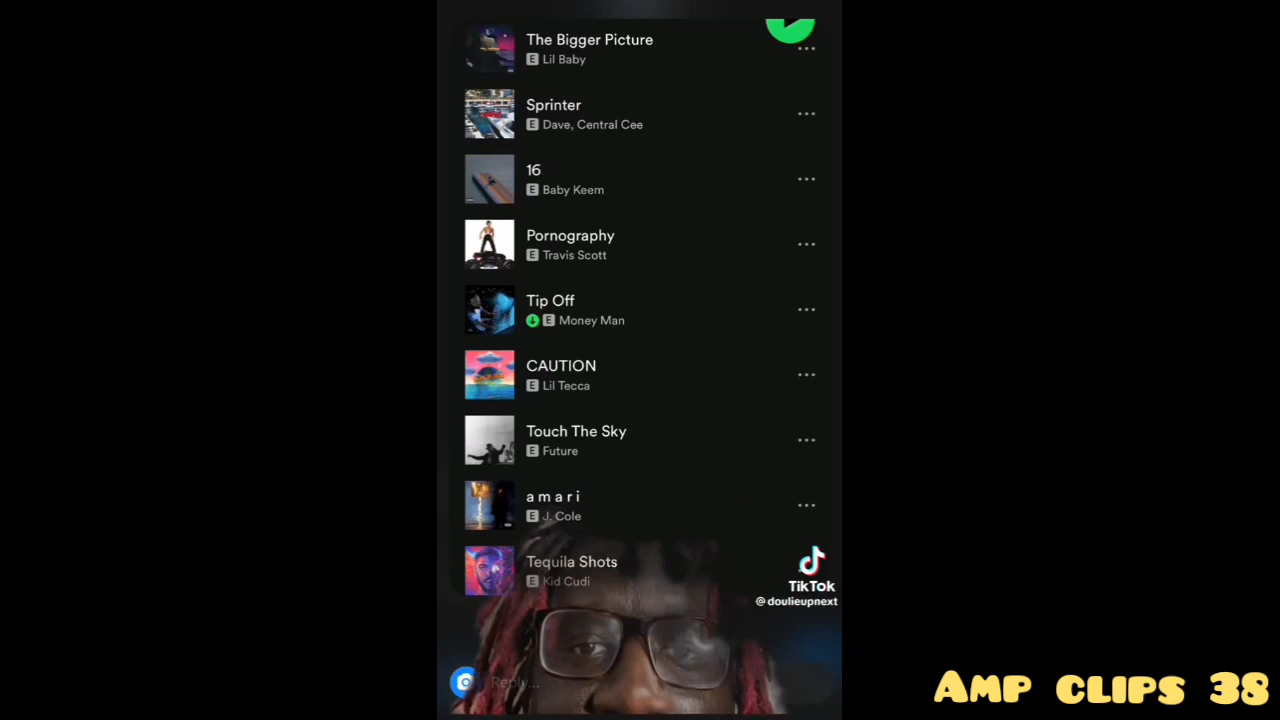 The Bigger Picture
E Lil Baby
Sprinter
E Dave, Central Cee
16
E Baby Keem
Pornography
E Travis Scott
Tip Off
E Money Man
CAUTION
E Lil Tecca
Touch The Sky
E Future
a m a r i
E J. Cole
Tequila Shots
E Kid Cudi
TikTok
@doulieupnext
Reply...
AMP CLIPS 38